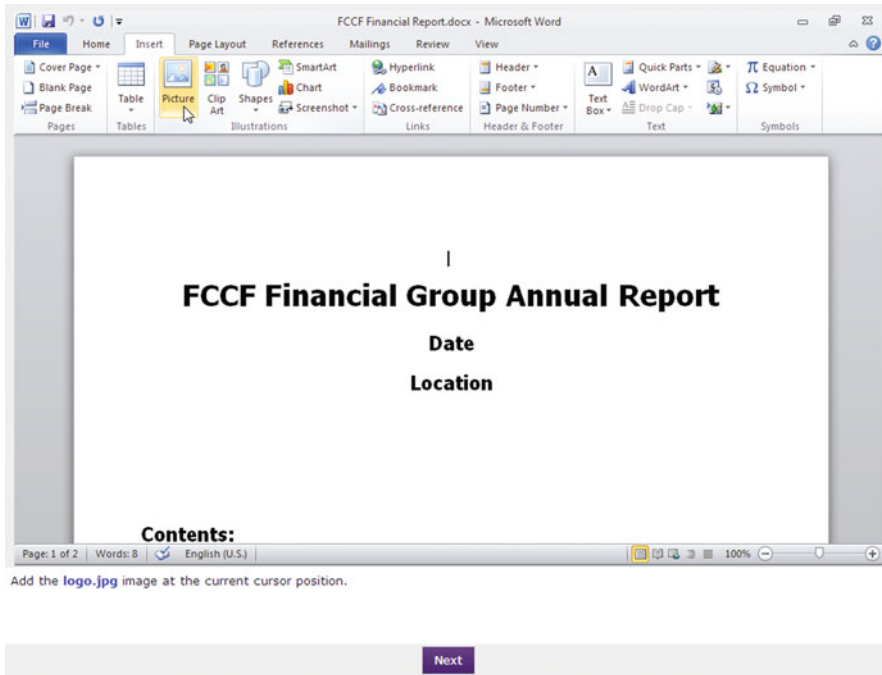 FCCF Financial Report.docx - Microsoft Word
File Home Insert Page Layout References Mailings Review View
Cover Page
Blank Page
Page Break
Pages
Table
Tables
Picture
Clip Art
Shapes
SmartArt
Chart
Screenshot
Illustrations
Hyperlink
Bookmark
Cross-reference
Links
Header
Footer
Page Number
Header & Footer
A
Text Box
Quick Parts
WordArt
Drop Cap
Text
π Equation
Ω Symbol
Symbols
FCCF Financial Group Annual Report
Date
Location
Contents:
Page: 1 of 2 Words: 8 English (U.S.) 100%
Add the logo.jpg image at the current cursor position.
Next